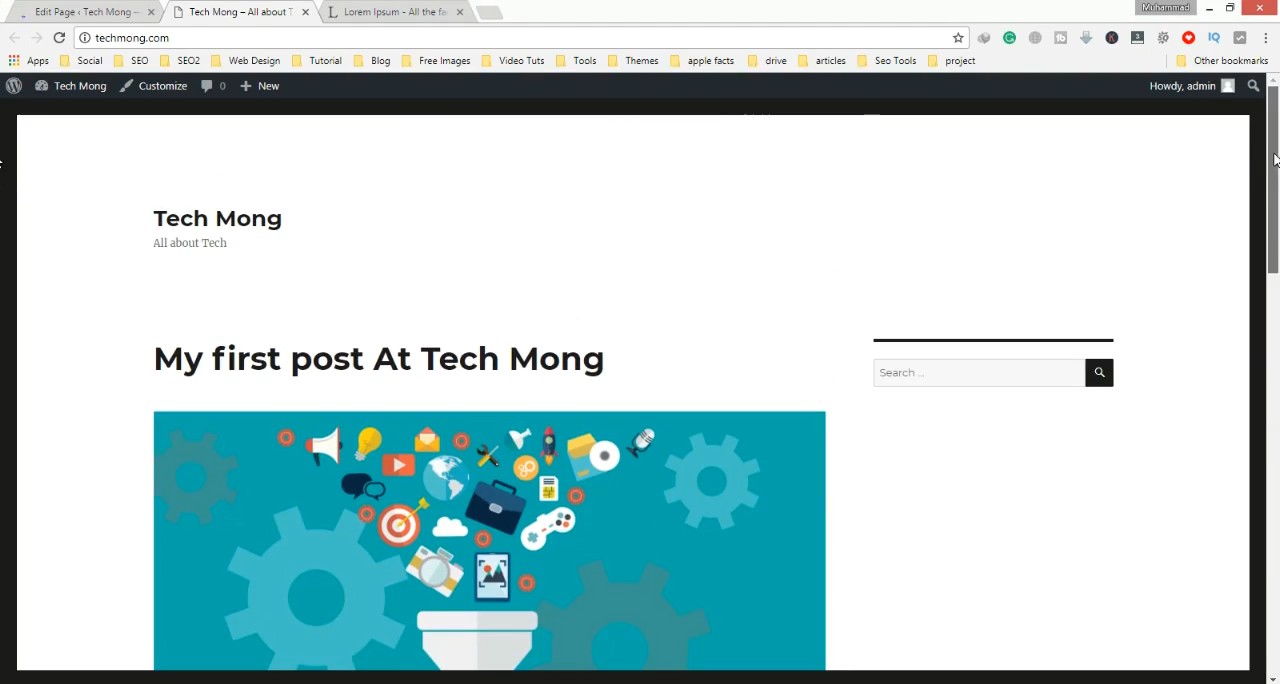 Edit Page ‹ Tech Mong —
Tech Mong – All about T
Lorem Ipsum - All the fa
Muhammad
techmong.com
Apps Social SEO SEO2 Web Design Tutorial Blog Free Images Video Tuts Tools Themes apple facts drive articles Seo Tools project Other bookmarks
Tech Mong Customize 0 New Howdy, admin
Tech Mong
All about Tech
My first post At Tech Mong
Search …